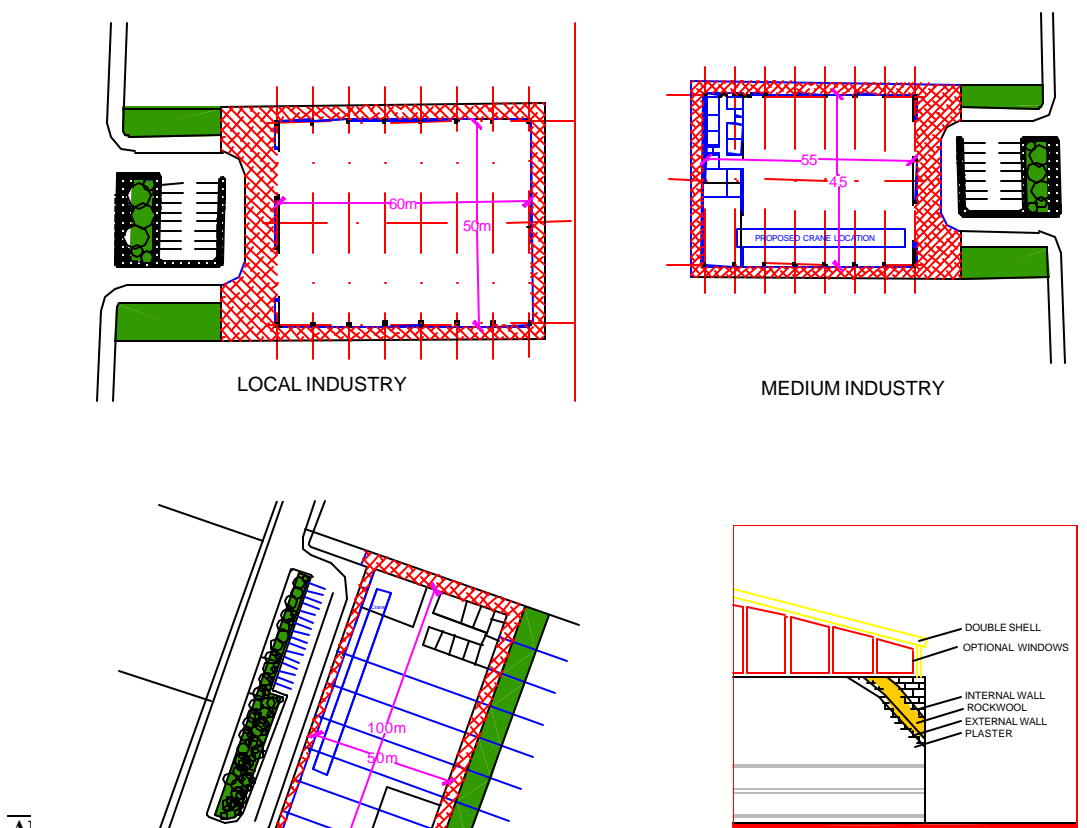 60m
50m
LOCAL INDUSTRY
55
45
PROPOSED CRANE LOCATION
MEDIUM INDUSTRY
100m
50m
DOUBLE SHELL
OPTIONAL WINDOWS
INTERNAL WALL
ROCKWOOL
EXTERNAL WALL
PLASTER